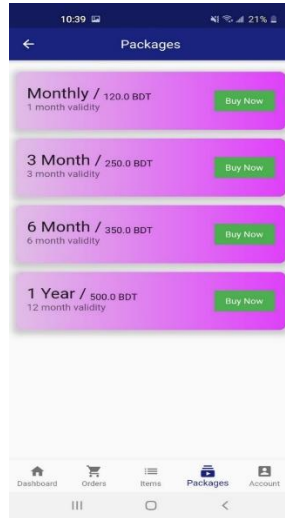 10:39 21%
Packages
Monthly / 120.0 BDT
1 month validity
Buy Now
3 Month / 250.0 BDT
3 month validity
Buy Now
6 Month / 350.0 BDT
6 month validity
Buy Now
1 Year / 500.0 BDT
12 month validity
Buy Now
Dashboard Orders Items Packages Account